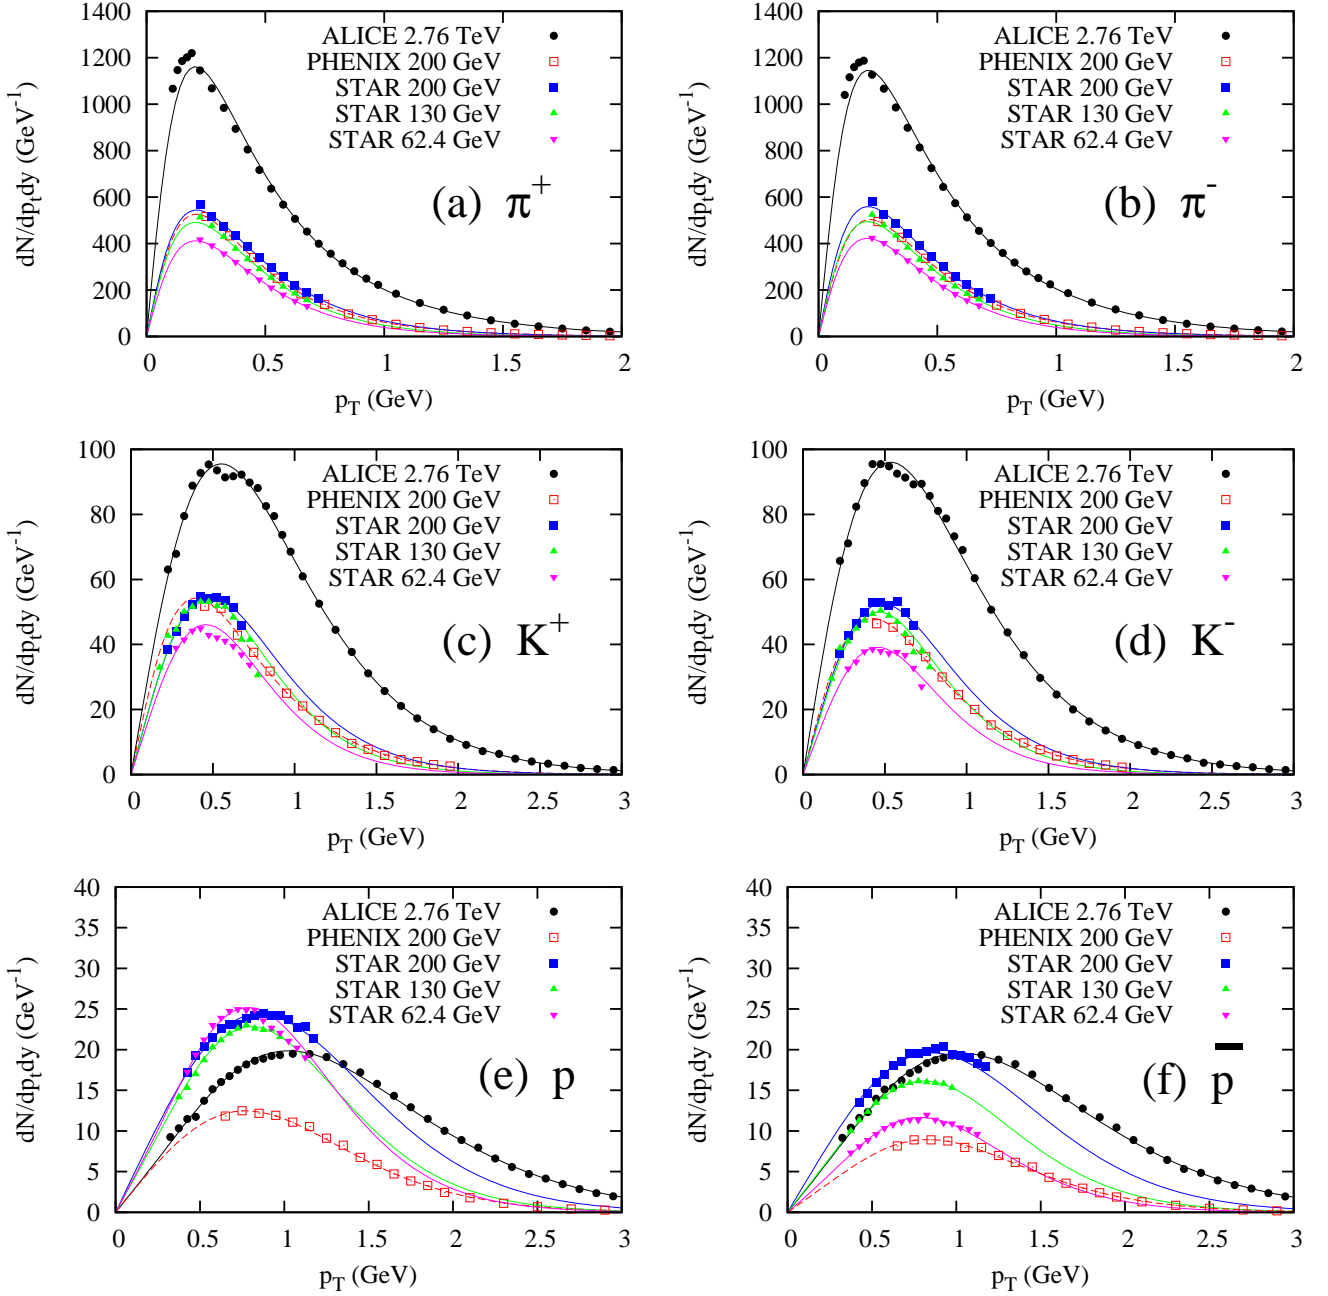 1400
1200
1000
800
600
400
200
0
0 0.5 1 1.5 2
dN/dp_t dy (GeV^-1)
p_T (GeV)
ALICE 2.76 TeV
PHENIX 200 GeV
STAR 200 GeV
STAR 130 GeV
STAR 62.4 GeV
(a) π^+
1400
1200
1000
800
600
400
200
0
0 0.5 1 1.5 2
dN/dp_t dy (GeV^-1)
p_T (GeV)
ALICE 2.76 TeV
PHENIX 200 GeV
STAR 200 GeV
STAR 130 GeV
STAR 62.4 GeV
(b) π^-
100
80
60
40
20
0
0 0.5 1 1.5 2 2.5 3
dN/dp_t dy (GeV^-1)
p_T (GeV)
ALICE 2.76 TeV
PHENIX 200 GeV
STAR 200 GeV
STAR 130 GeV
STAR 62.4 GeV
(c) K^+
100
80
60
40
20
0
0 0.5 1 1.5 2 2.5 3
dN/dp_t dy (GeV^-1)
p_T (GeV)
ALICE 2.76 TeV
PHENIX 200 GeV
STAR 200 GeV
STAR 130 GeV
STAR 62.4 GeV
(d) K^-
40
35
30
25
20
15
10
5
0
0 0.5 1 1.5 2 2.5 3
dN/dp_t dy (GeV^-1)
p_T (GeV)
ALICE 2.76 TeV
PHENIX 200 GeV
STAR 200 GeV
STAR 130 GeV
STAR 62.4 GeV
(e) p
40
35
30
25
20
15
10
5
0
0 0.5 1 1.5 2 2.5 3
dN/dp_t dy (GeV^-1)
p_T (GeV)
ALICE 2.76 TeV
PHENIX 200 GeV
STAR 200 GeV
STAR 130 GeV
STAR 62.4 GeV
(f) p̄